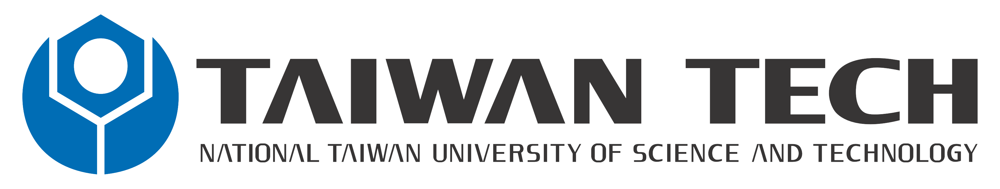 TAIWAN TECH
NATIONAL TAIWAN UNIVERSITY OF SCIENCE AND TECHNOLOGY